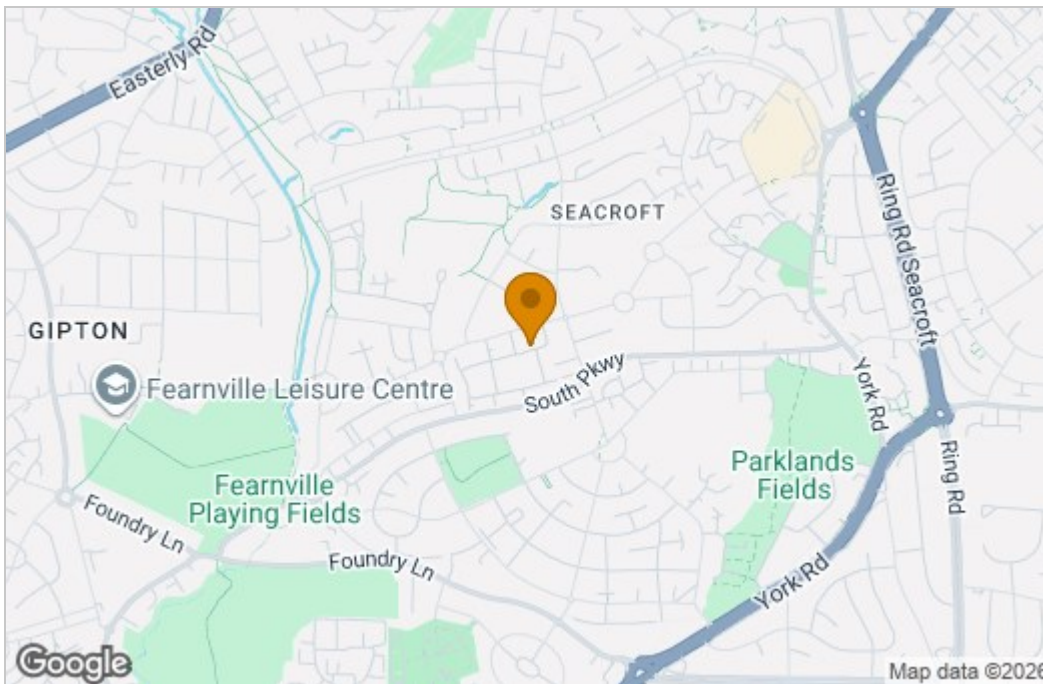 Easterly Rd
SEACROFT
Ring Rd Seacroft
GIPTON
Fearnville Leisure Centre
South Pkwy
York Rd
Parklands
Fields
Ring Rd
Fearnville
Playing Fields
Foundry Ln
Foundry Ln
York Rd
Google
Map data ©2026